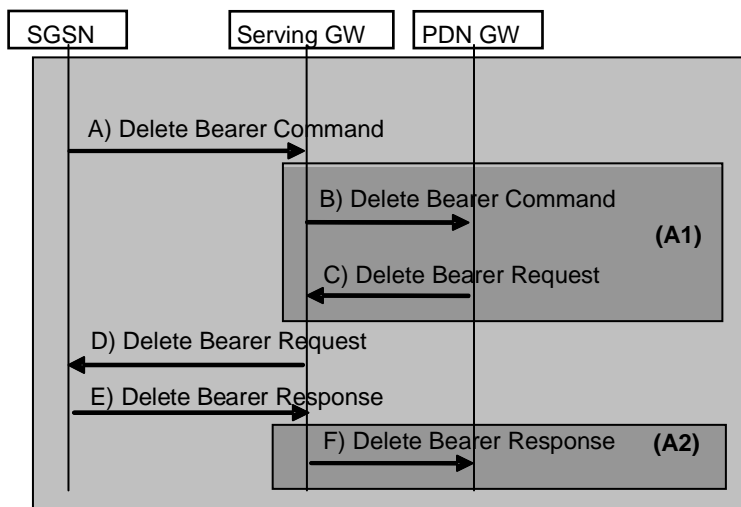 SGSN
Serving GW
PDN GW
A) Delete Bearer Command
B) Delete Bearer Command
(A1)
C) Delete Bearer Request
D) Delete Bearer Request
E) Delete Bearer Response
F) Delete Bearer Response
(A2)